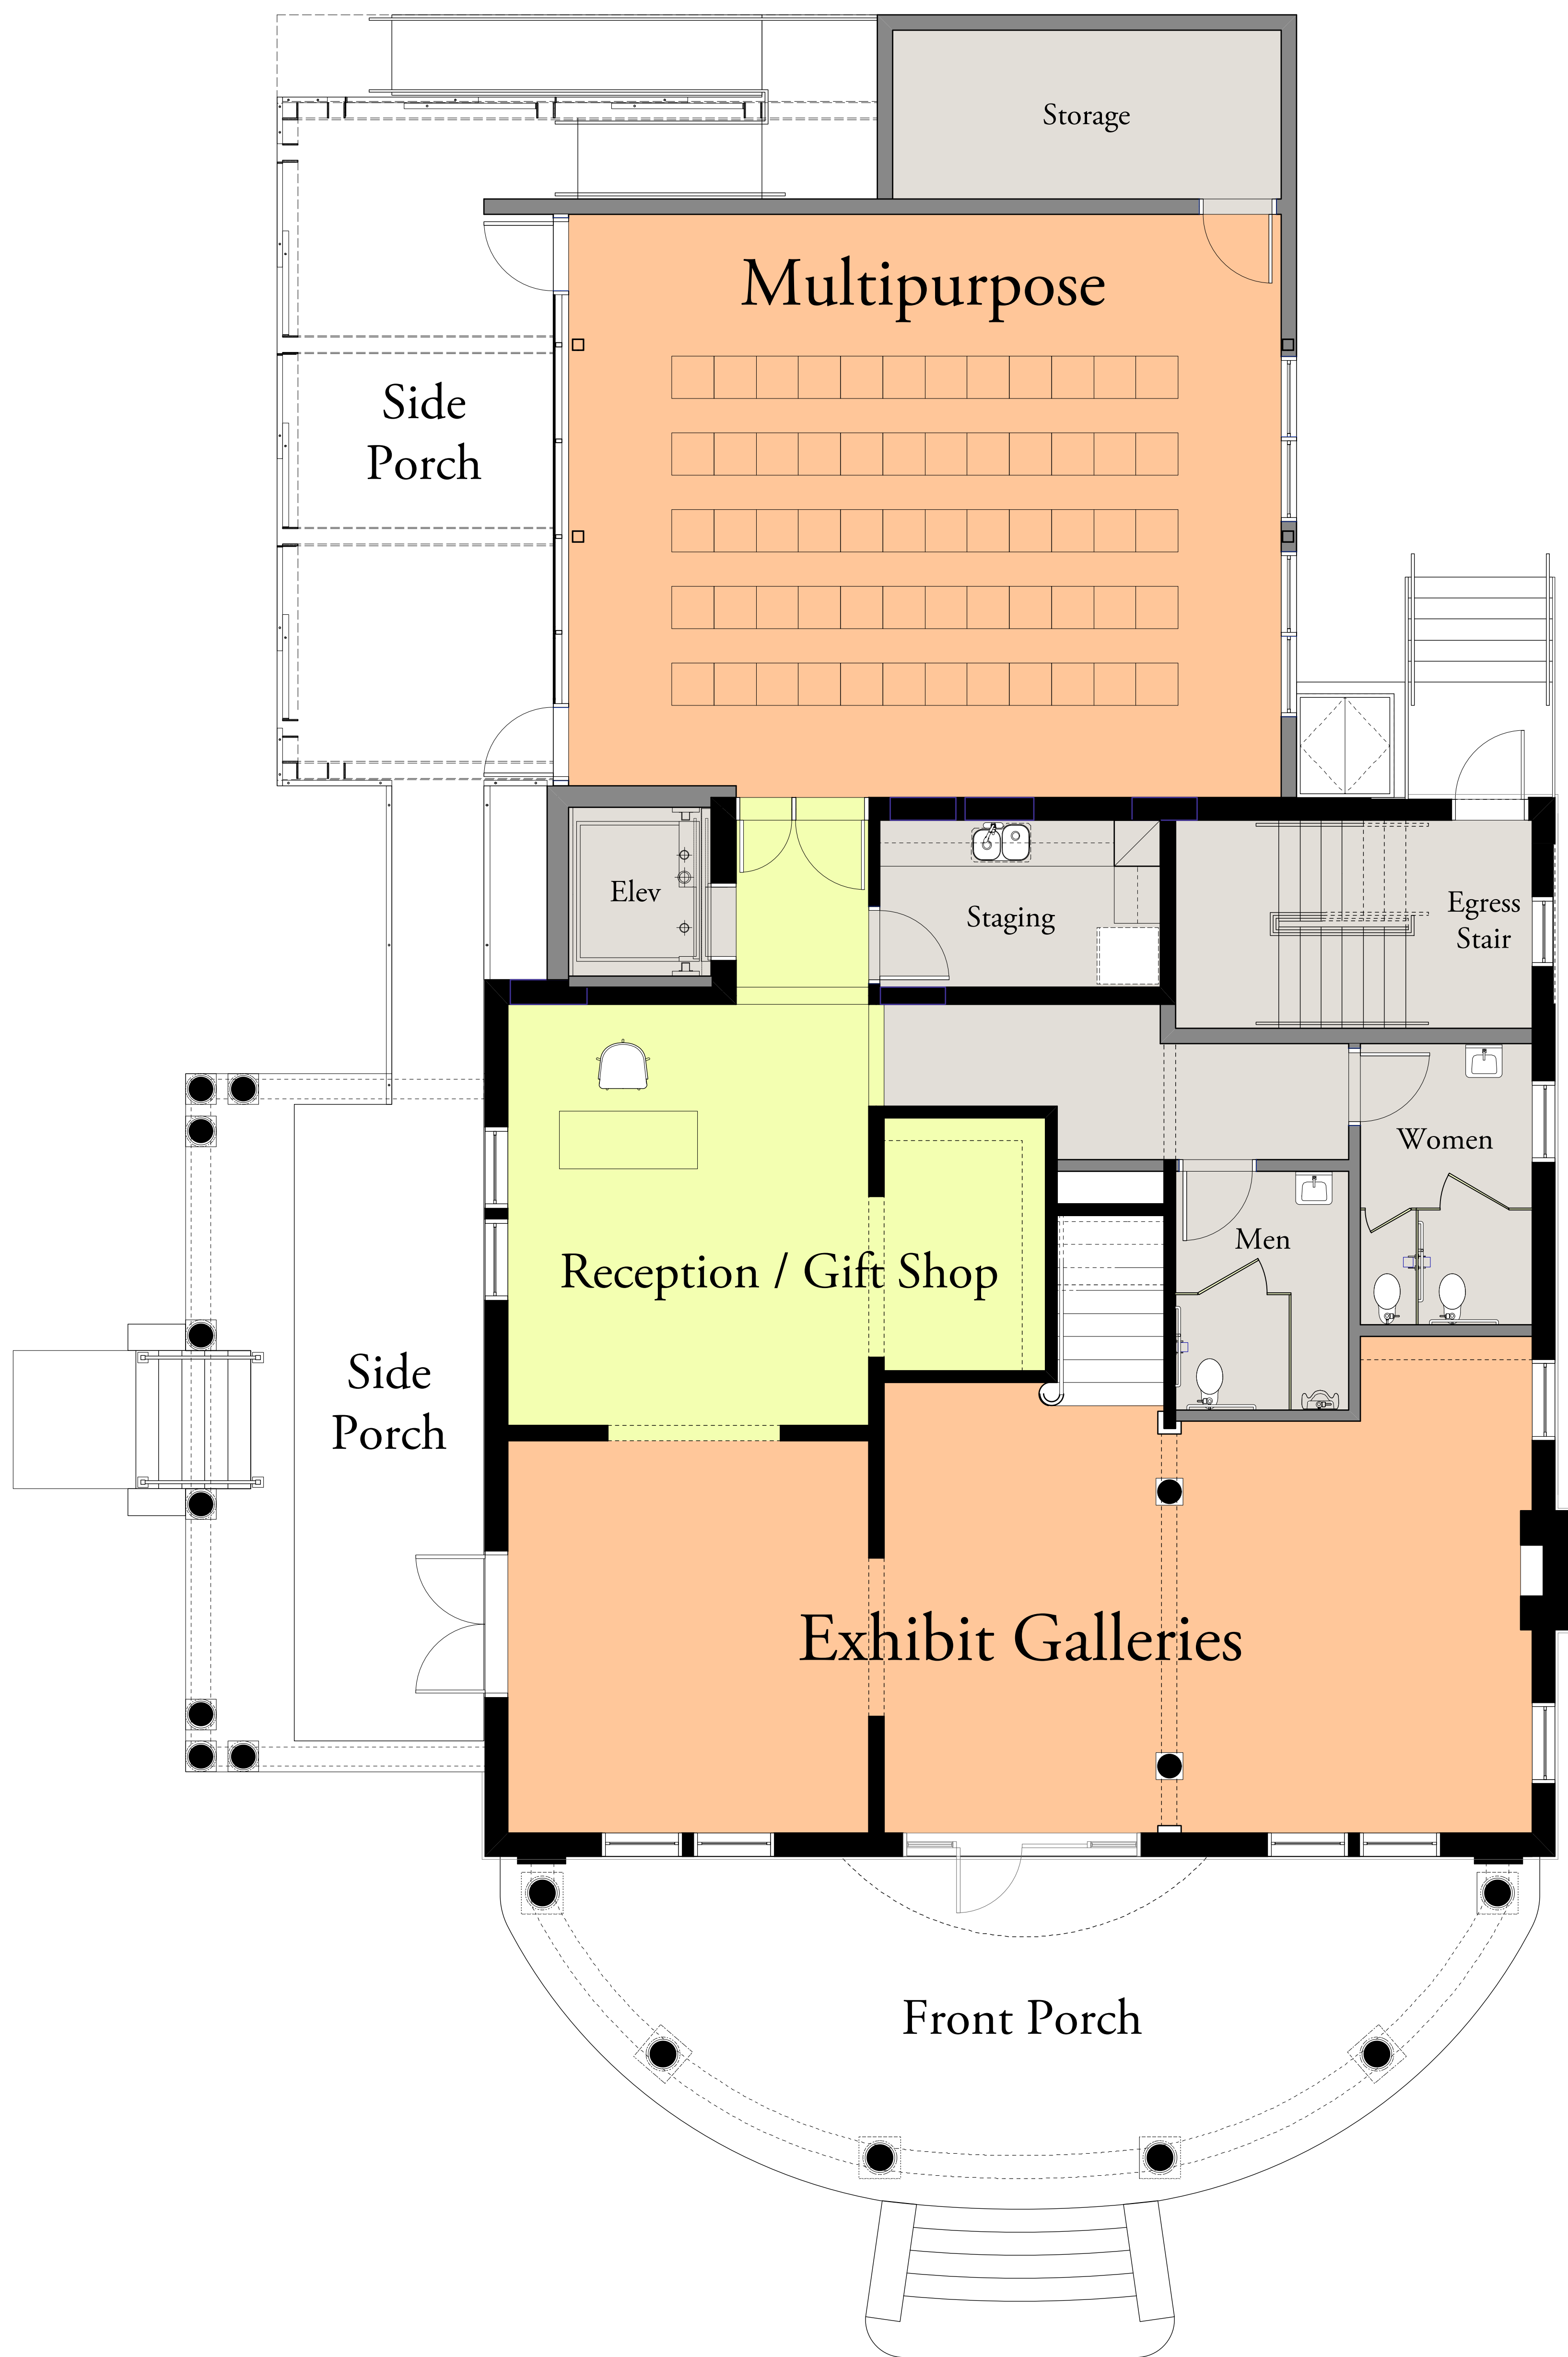 Storage
Multipurpose
Side
Porch
Elev
Staging
Egress
Stair
Women
Men
Reception / Gift Shop
Side
Porch
Exhibit Galleries
Front Porch